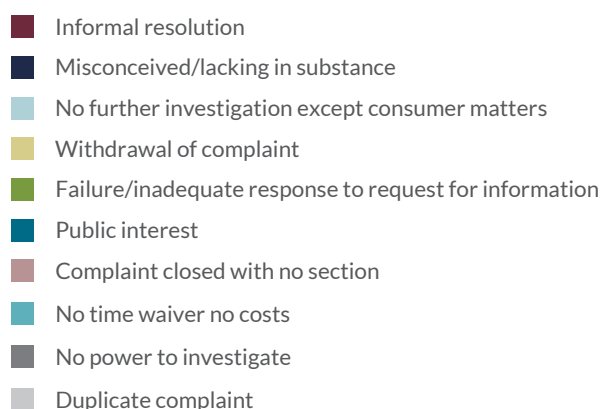 Informal resolution
Misconceived/lacking in substance
No further investigation except consumer matters
Withdrawal of complaint
Failure/inadequate response to request for information
Public interest
Complaint closed with no section
No time waiver no costs
No power to investigate
Duplicate complaint